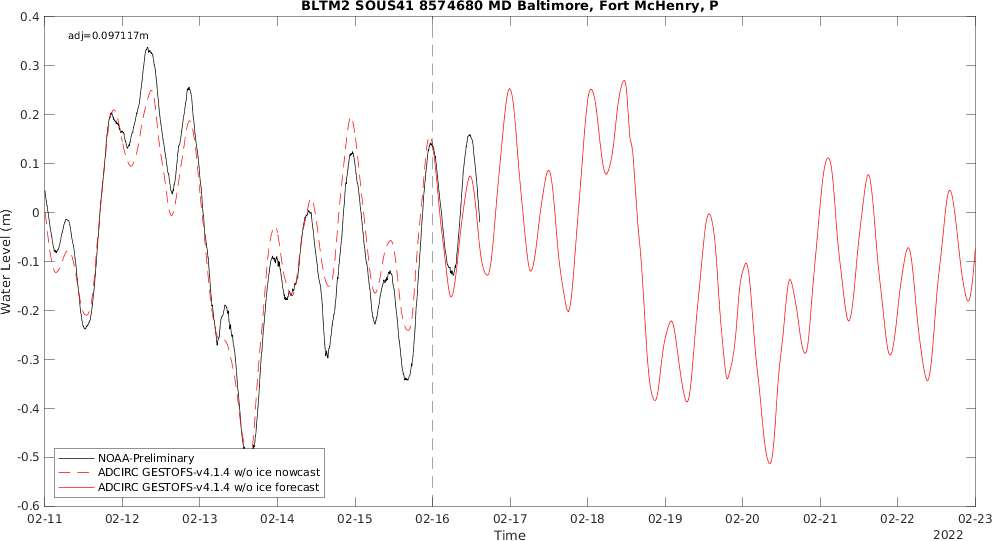 BLTM2 SOUS41 8574680 MD Baltimore, Fort McHenry, P
adj=0.097117m
0.4
0.3
0.2
0.1
0
-0.1
-0.2
-0.3
-0.4
-0.5
-0.6
Water Level (m)
NOAA-Preliminary
ADCIRC GESTOFS-v4.1.4 w/o ice nowcast
ADCIRC GESTOFS-v4.1.4 w/o ice forecast
02-11 02-12 02-13 02-14 02-15 02-16 02-17 02-18 02-19 02-20 02-21 02-22 02-23
Time
2022